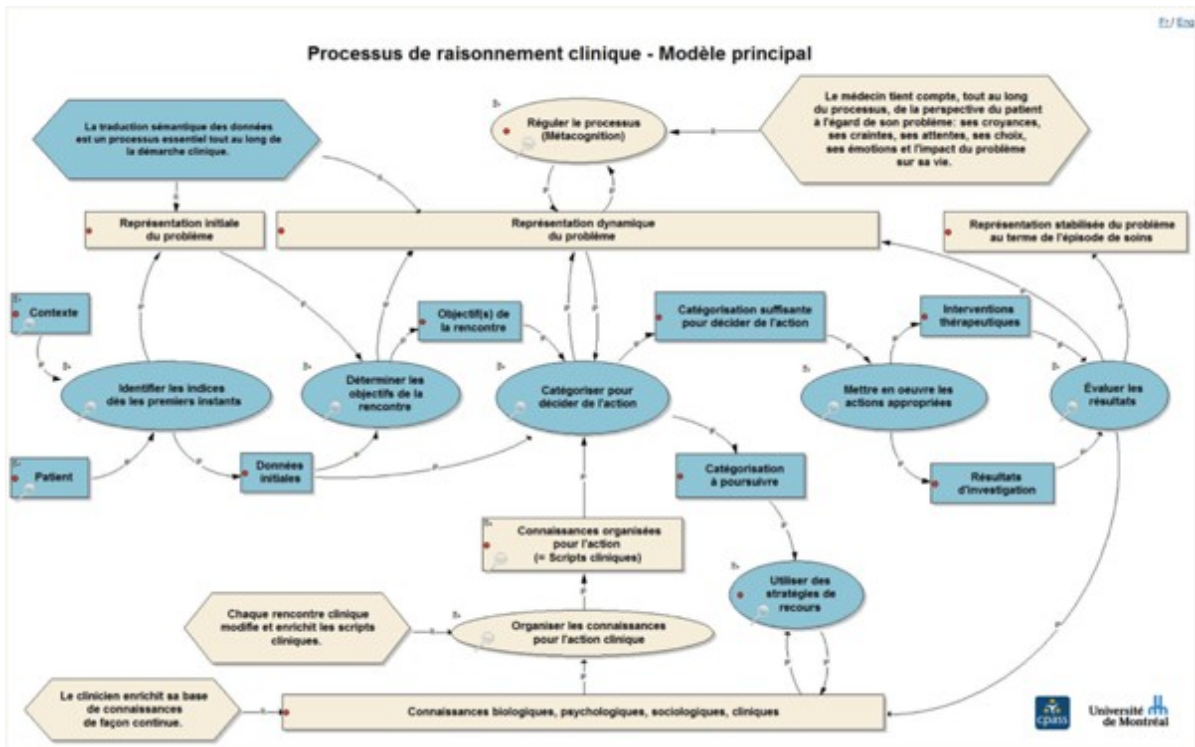 Fr / Eng
Processus de raisonnement clinique - Modèle principal
La traduction sémantique des données
est un processus essentiel tout au long de
la démarche clinique.
Réguler le processus
(Métacognition)
Le médecin tient compte, tout au long
du processus, de la perspective du patient
à l'égard de son problème: ses croyances,
ses craintes, ses attentes, ses choix,
ses émotions et l'impact du problème
sur sa vie.
Représentation initiale
du problème
Représentation dynamique
du problème
Représentation stabilisée du problème
au terme de l'épisode de soins
Contexte
Objectif(s) de
la rencontre
Catégorisation suffisante
pour décider de l'action
Interventions
thérapeutiques
Identifier les indices
dès les premiers instants
Déterminer les
objectifs de la
rencontre
Catégoriser pour
décider de l'action
Mettre en oeuvre les
actions appropriées
Évaluer les
résultats
Patient
Données
initiales
Catégorisation
à poursuivre
Résultats
d'investigation
Connaissances organisées
pour l'action
(= Scripts cliniques)
Utiliser des
stratégies de
recours
Chaque rencontre clinique
modifie et enrichit les scripts
cliniques.
Organiser les connaissances
pour l'action clinique
Le clinicien enrichit sa base
de connaissances
de façon continue.
Connaissances biologiques, psychologiques, sociologiques, cliniques
cpass
Université
de Montréal